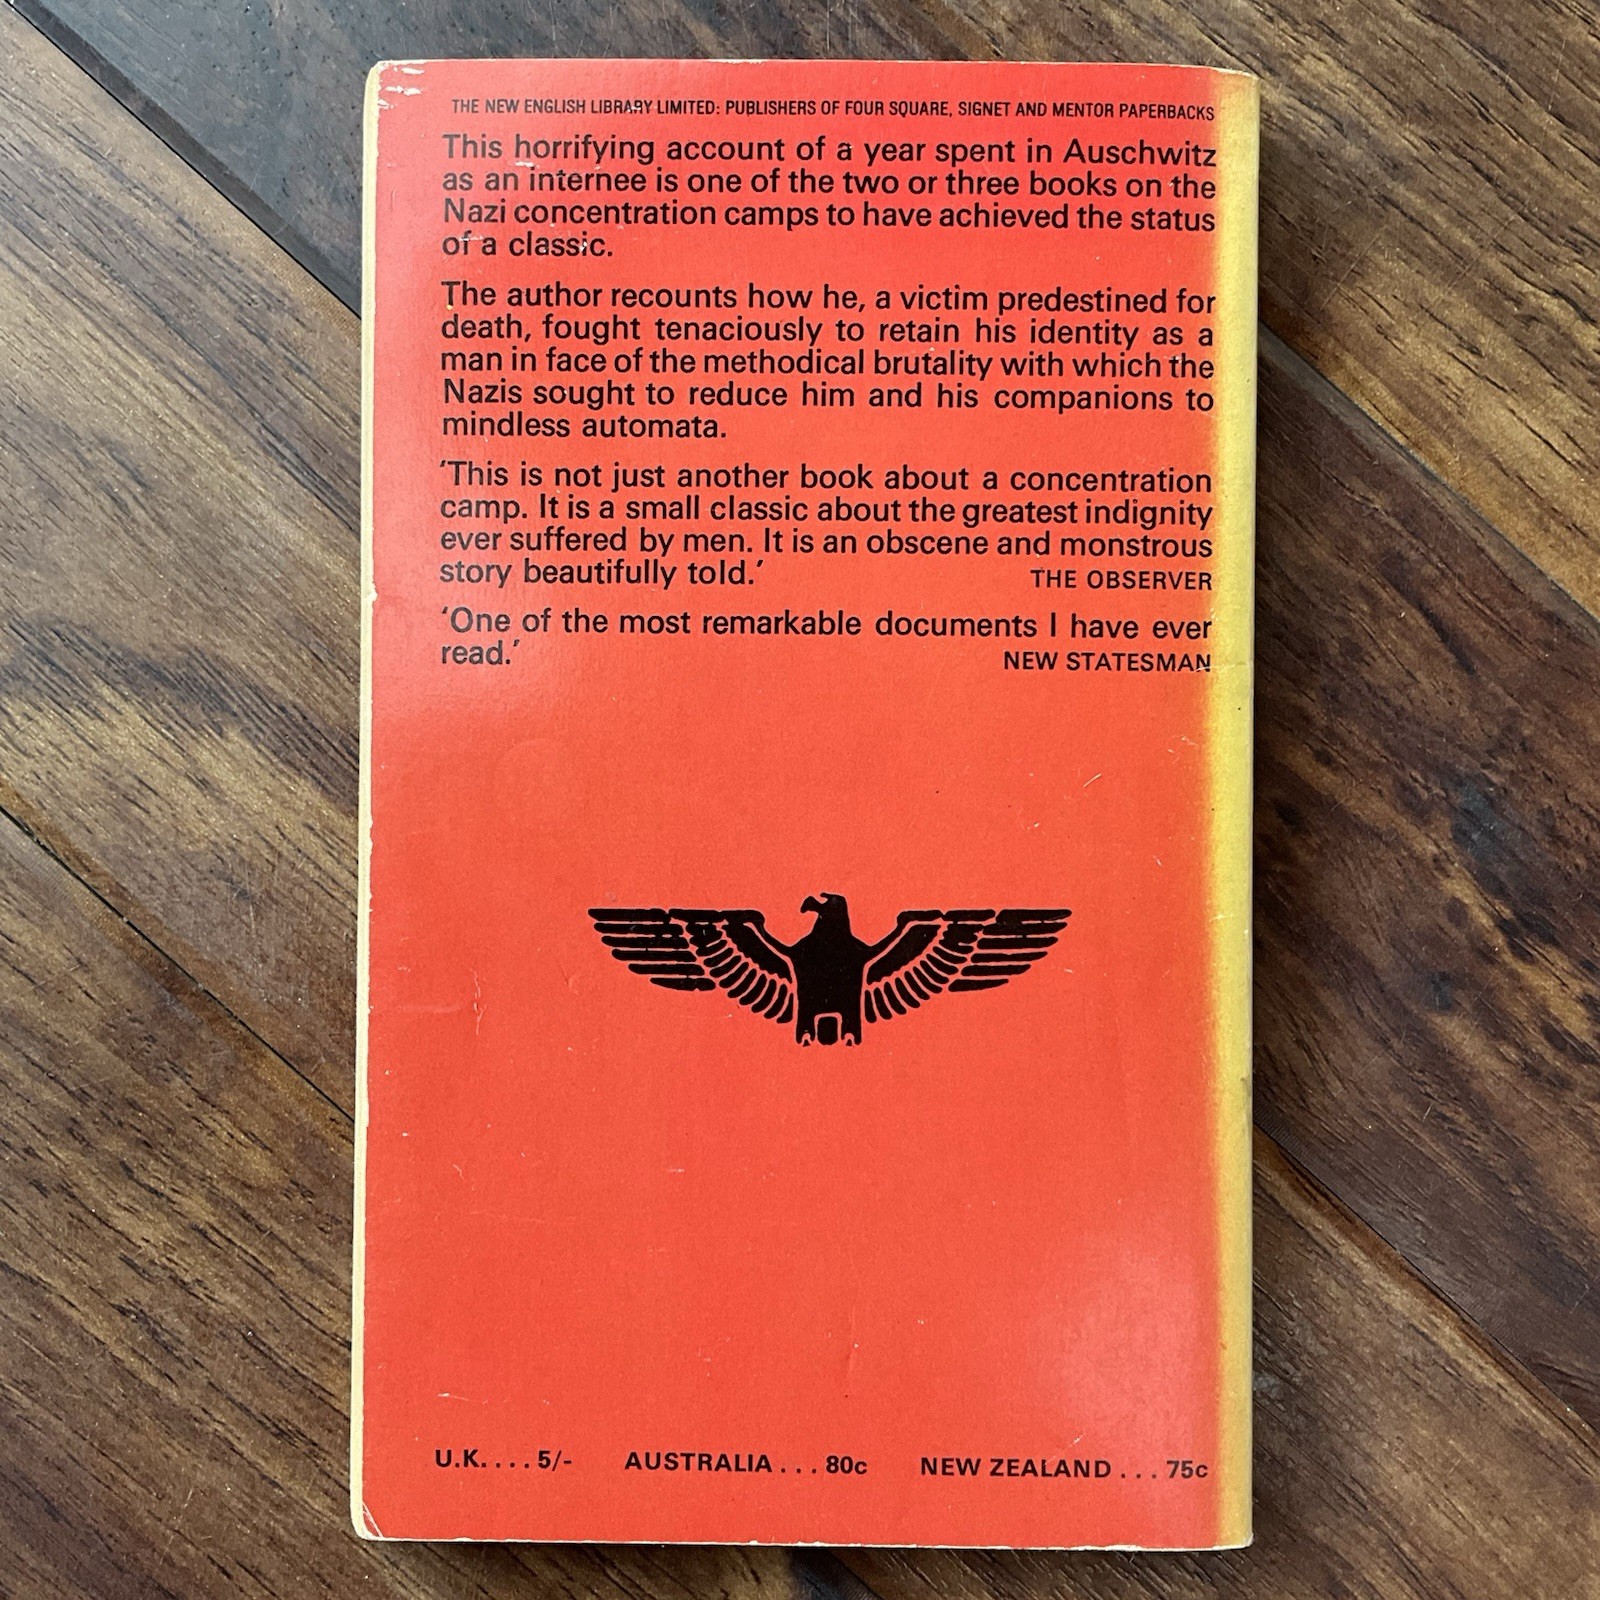 THE NEW ENGLISH LIBRARY LIMITED: PUBLISHERS OF FOUR SQUARE, SIGNET AND MENTOR PAPERBACKS
This horrifying account of a year spent in Auschwitz
as an internee is one of the two or three books on the
Nazi concentration camps to have achieved the status
of a classic.
The author recounts how he, a victim predestined for
death, fought tenaciously to retain his identity as a
man in face of the methodical brutality with which the
Nazis sought to reduce him and his companions to
mindless automata.
‘This is not just another book about a concentration
camp. It is a small classic about the greatest indignity
ever suffered by men. It is an obscene and monstrous
story beautifully told.’ THE OBSERVER
‘One of the most remarkable documents I have ever
read.’ NEW STATESMAN
U.K. . . . 5/- AUSTRALIA . . . 80c NEW ZEALAND . . . 75c